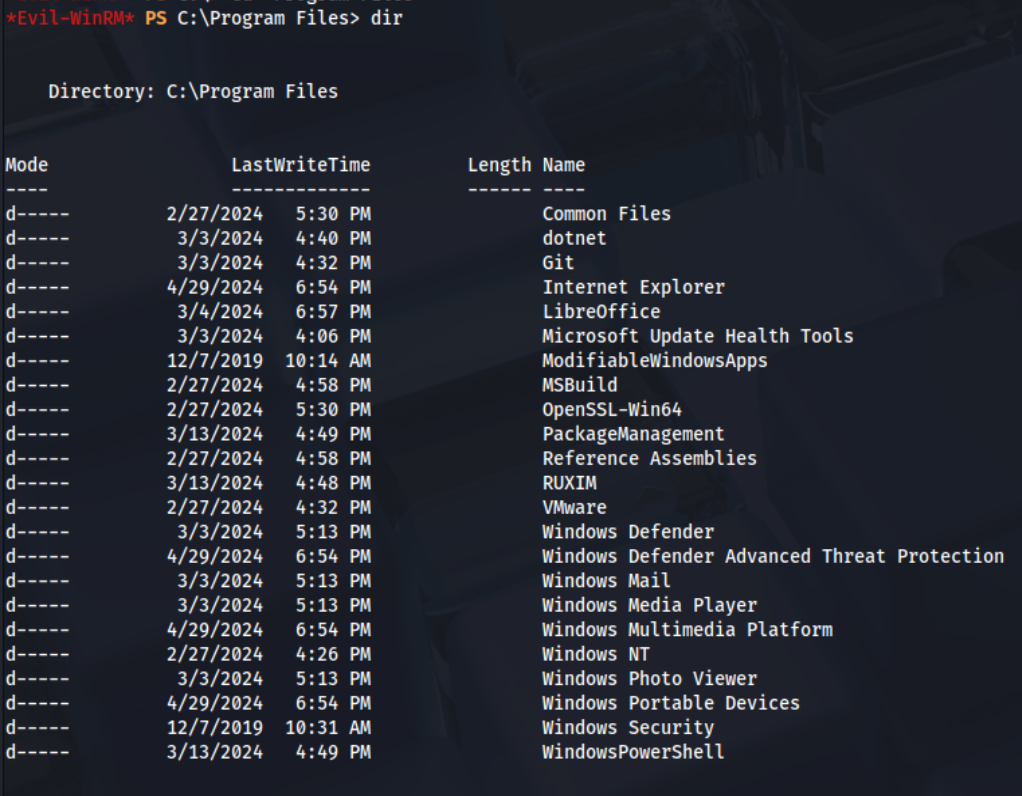 *Evil-WinRM* PS C:\Program Files> dir
Directory: C:\Program Files
Mode LastWriteTime Length Name
---- ------------- ------ ----
d----- 2/27/2024 5:30 PM Common Files
d----- 3/3/2024 4:40 PM dotnet
d----- 3/3/2024 4:32 PM Git
d----- 4/29/2024 6:54 PM Internet Explorer
d----- 3/4/2024 6:57 PM LibreOffice
d----- 3/3/2024 4:06 PM Microsoft Update Health Tools
d----- 12/7/2019 10:14 AM ModifiableWindowsApps
d----- 2/27/2024 4:58 PM MSBuild
d----- 2/27/2024 5:30 PM OpenSSL-Win64
d----- 3/13/2024 4:49 PM PackageManagement
d----- 2/27/2024 4:58 PM Reference Assemblies
d----- 3/13/2024 4:48 PM RUXIM
d----- 2/27/2024 4:32 PM VMware
d----- 3/3/2024 5:13 PM Windows Defender
d----- 4/29/2024 6:54 PM Windows Defender Advanced Threat Protection
d----- 3/3/2024 5:13 PM Windows Mail
d----- 3/3/2024 5:13 PM Windows Media Player
d----- 4/29/2024 6:54 PM Windows Multimedia Platform
d----- 2/27/2024 4:26 PM Windows NT
d----- 3/3/2024 5:13 PM Windows Photo Viewer
d----- 4/29/2024 6:54 PM Windows Portable Devices
d----- 12/7/2019 10:31 AM Windows Security
d----- 3/13/2024 4:49 PM WindowsPowerShell